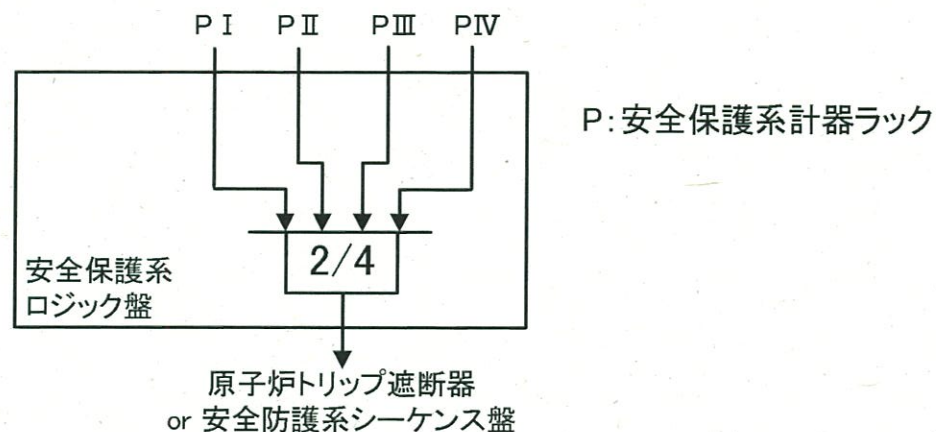 PⅠ PⅡ PⅢ PⅣ
P:安全保護系計器ラック
2/4
安全保護系
ロジック盤
原子炉トリップ遮断器
or 安全防護系シーケンス盤